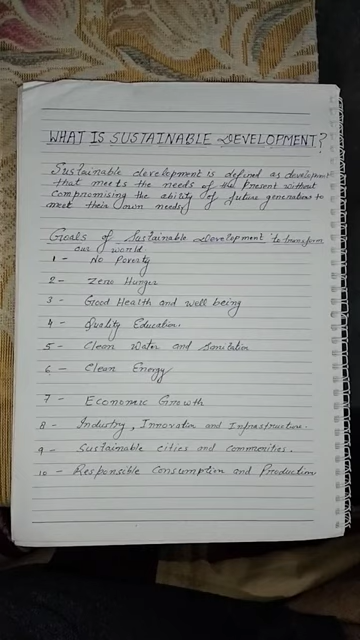 WHAT IS SUSTAINABLE DEVELOPMENT?
Sustainable development is defined as development
that meets the needs of the Present without
compromising the ability of future generations to
meet their own needs.
Goals of Sustainable Development to transform
our world
1 - No Poverty
2 - Zero Hunger
3 - Good Health and well being
4 - Quality Education.
5 - Clean Water and Sanitation
6 - Clean Energy
7 - Economic Growth
8 - Industry, Innovation and Infrastructure.
9 - Sustainable cities and communities.
10 - Responsible Consumption and Production